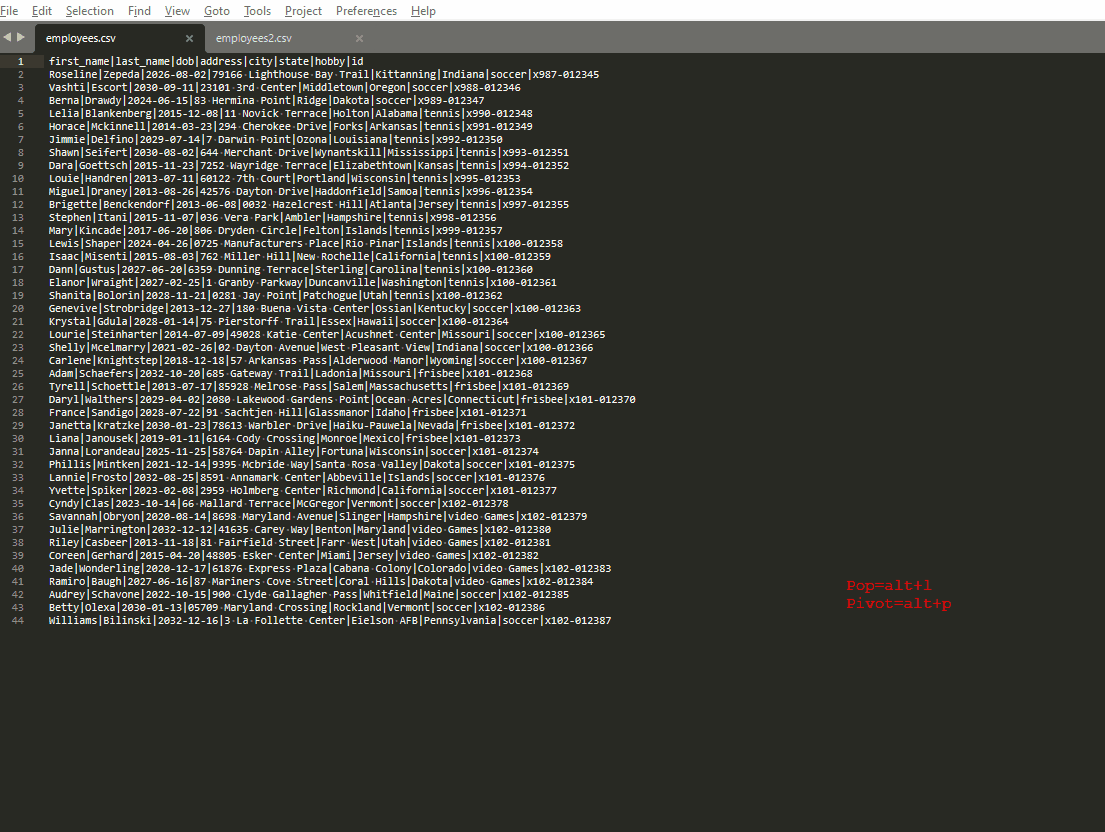 File Edit Selection Find View Goto Tools Project Preferences Help
employees.csv × employees2.csv ×
1 first_name|last_name|dob|address|city|state|hobby|id
2 Roseline|Zepeda|2026-08-02|79166 Lighthouse Bay Trail|Kittanning|Indiana|soccer|x987-012345
3 Vashti|Escort|2030-09-11|23101 3rd Center|Middletown|Oregon|soccer|x988-012346
4 Berna|Drawdy|2024-06-15|83 Hermina Point|Ridge|Dakota|soccer|x989-012347
5 Lelia|Blankenberg|2015-12-08|11 Novick Terrace|Holton|Alabama|tennis|x990-012348
6 Horace|Mckinnell|2014-03-23|294 Cherokee Drive|Forks|Arkansas|tennis|x991-012349
7 Jimmie|Delfino|2029-07-14|7 Darwin Point|Ozona|Louisiana|tennis|x992-012350
8 Shawn|Seifert|2030-08-02|644 Merchant Drive|Wynantskill|Mississippi|tennis|x993-012351
9 Dara|Goettsch|2015-11-23|7252 Wayridge Terrace|Elizabethtown|Kansas|tennis|x994-012352
10 Louie|Handren|2013-07-11|60122 7th Court|Portland|Wisconsin|tennis|x995-012353
11 Miguel|Draney|2013-08-26|42576 Dayton Drive|Haddonfield|Samoa|tennis|x996-012354
12 Brigette|Benckendorf|2013-06-08|0032 Hazelcrest Hill|Atlanta|Jersey|tennis|x997-012355
13 Stephen|Itani|2015-11-07|036 Vera Park|Ambler|Hampshire|tennis|x998-012356
14 Mary|Kincade|2017-06-20|806 Dryden Circle|Felton|Islands|tennis|x999-012357
15 Lewis|Shaper|2024-04-26|0725 Manufacturers Place|Rio Pinar|Islands|tennis|x100-012358
16 Isaac|Misenti|2015-08-03|762 Miller Hill|New Rochelle|California|tennis|x100-012359
17 Dann|Gustus|2027-06-20|6359 Dunning Terrace|Sterling|Carolina|tennis|x100-012360
18 Elanor|Wraight|2027-02-25|1 Granby Parkway|Duncanville|Washington|tennis|x100-012361
19 Shanita|Bolorin|2028-11-21|0281 Jay Point|Patchogue|Utah|tennis|x100-012362
20 Genevive|Strobridge|2013-12-27|180 Buena Vista Center|Ossian|Kentucky|soccer|x100-012363
21 Krystal|Gdula|2028-01-14|75 Pierstorff Trail|Essex|Hawaii|soccer|x100-012364
22 Lourie|Steinharter|2014-07-09|49028 Katie Center|Acushnet Center|Missouri|soccer|x100-012365
23 Shelly|Mcelmarry|2021-02-26|02 Dayton Avenue|West Pleasant View|Indiana|soccer|x100-012366
24 Carlene|Knightstep|2018-12-18|57 Arkansas Pass|Alderwood Manor|Wyoming|soccer|x100-012367
25 Adam|Schaefers|2032-10-20|685 Gateway Trail|Ladonia|Missouri|frisbee|x101-012368
26 Tyrell|Schoettle|2013-07-17|85928 Melrose Pass|Salem|Massachusetts|frisbee|x101-012369
27 Daryl|Walthers|2029-04-02|2080 Lakewood Gardens Point|Ocean Acres|Connecticut|frisbee|x101-012370
28 France|Sandigo|2028-07-22|91 Sachtjen Hill|Glassmanor|Idaho|frisbee|x101-012371
29 Janetta|Kratzke|2030-01-23|78613 Warbler Drive|Haiku-Pauwela|Nevada|frisbee|x101-012372
30 Liana|Janousek|2019-01-11|6164 Cody Crossing|Monroe|Mexico|frisbee|x101-012373
31 Janna|Lorandeau|2025-11-25|58764 Dapin Alley|Fortuna|Wisconsin|soccer|x101-012374
32 Phillis|Mintken|2021-12-14|9395 Mcbride Way|Santa Rosa Valley|Dakota|soccer|x101-012375
33 Lannie|Frosto|2032-08-25|8591 Annamark Center|Abbeville|Islands|soccer|x101-012376
34 Yvette|Spiker|2023-02-08|2959 Holmberg Center|Richmond|California|soccer|x101-012377
35 Cyndy|Clas|2023-10-14|66 Mallard Terrace|McGregor|Vermont|soccer|x102-012378
36 Savannah|Obryon|2020-08-14|8698 Maryland Avenue|Slinger|Hampshire|video Games|x102-012379
37 Julie|Marrington|2032-12-12|41635 Carey Way|Benton|Maryland|video Games|x102-012380
38 Riley|Casbeer|2013-11-18|81 Fairfield Street|Farr West|Utah|video Games|x102-012381
39 Coreen|Gerhard|2015-04-20|48805 Esker Center|Miami|Jersey|video Games|x102-012382
40 Jade|Wonderling|2020-12-17|61876 Express Plaza|Cabana Colony|Colorado|video Games|x102-012383
41 Ramiro|Baugh|2027-06-16|87 Mariners Cove Street|Coral Hills|Dakota|video Games|x102-012384
42 Audrey|Schavone|2022-10-15|900 Clyde Gallagher Pass|Whitfield|Maine|soccer|x102-012385
43 Betty|Olexa|2030-01-13|05709 Maryland Crossing|Rockland|Vermont|soccer|x102-012386
44 Williams|Bilinski|2032-12-16|3 La Follette Center|Eielson AFB|Pennsylvania|soccer|x102-012387
Pop=alt+l
Pivot=alt+p